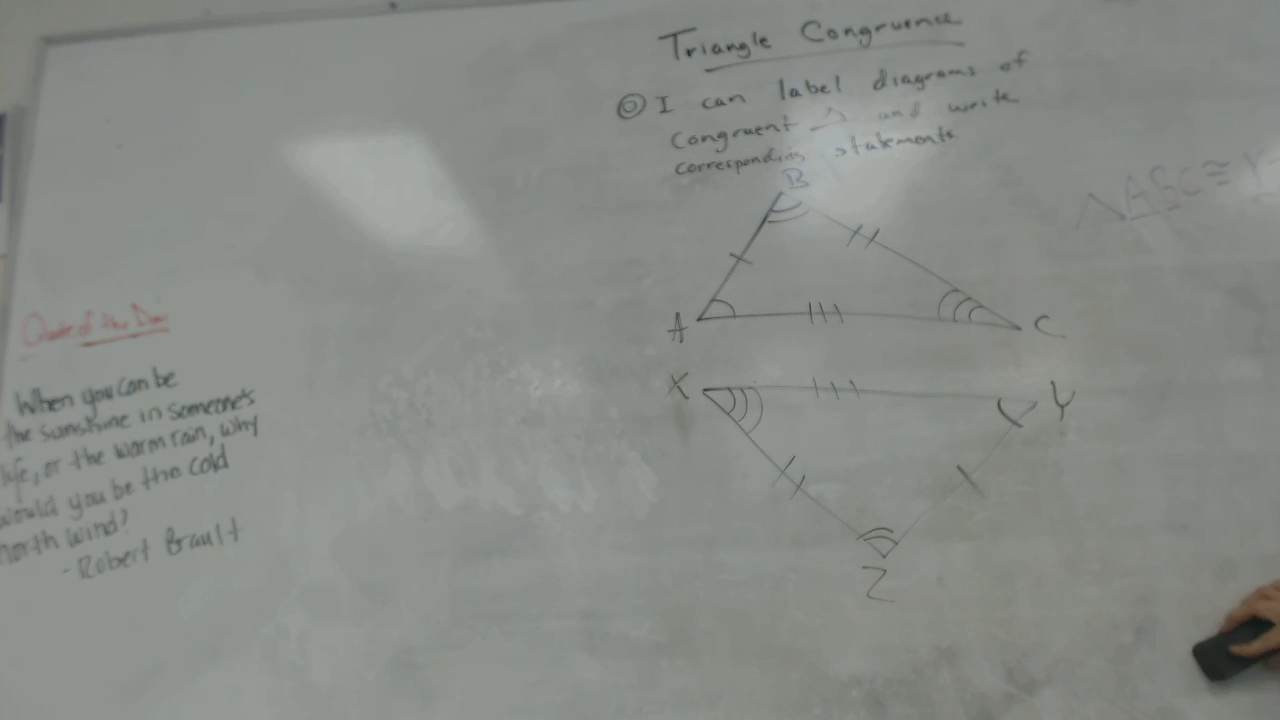 Triangle Congruence
I can label diagrams of
Congruent △ and write
corresponding statements
B
△ABC ≅
A
C
X
Y
Z
Quote of the Day
When you can be
the sunshine in someone's
life, or the warm rain, why
would you be the cold
north wind?
- Robert Brault